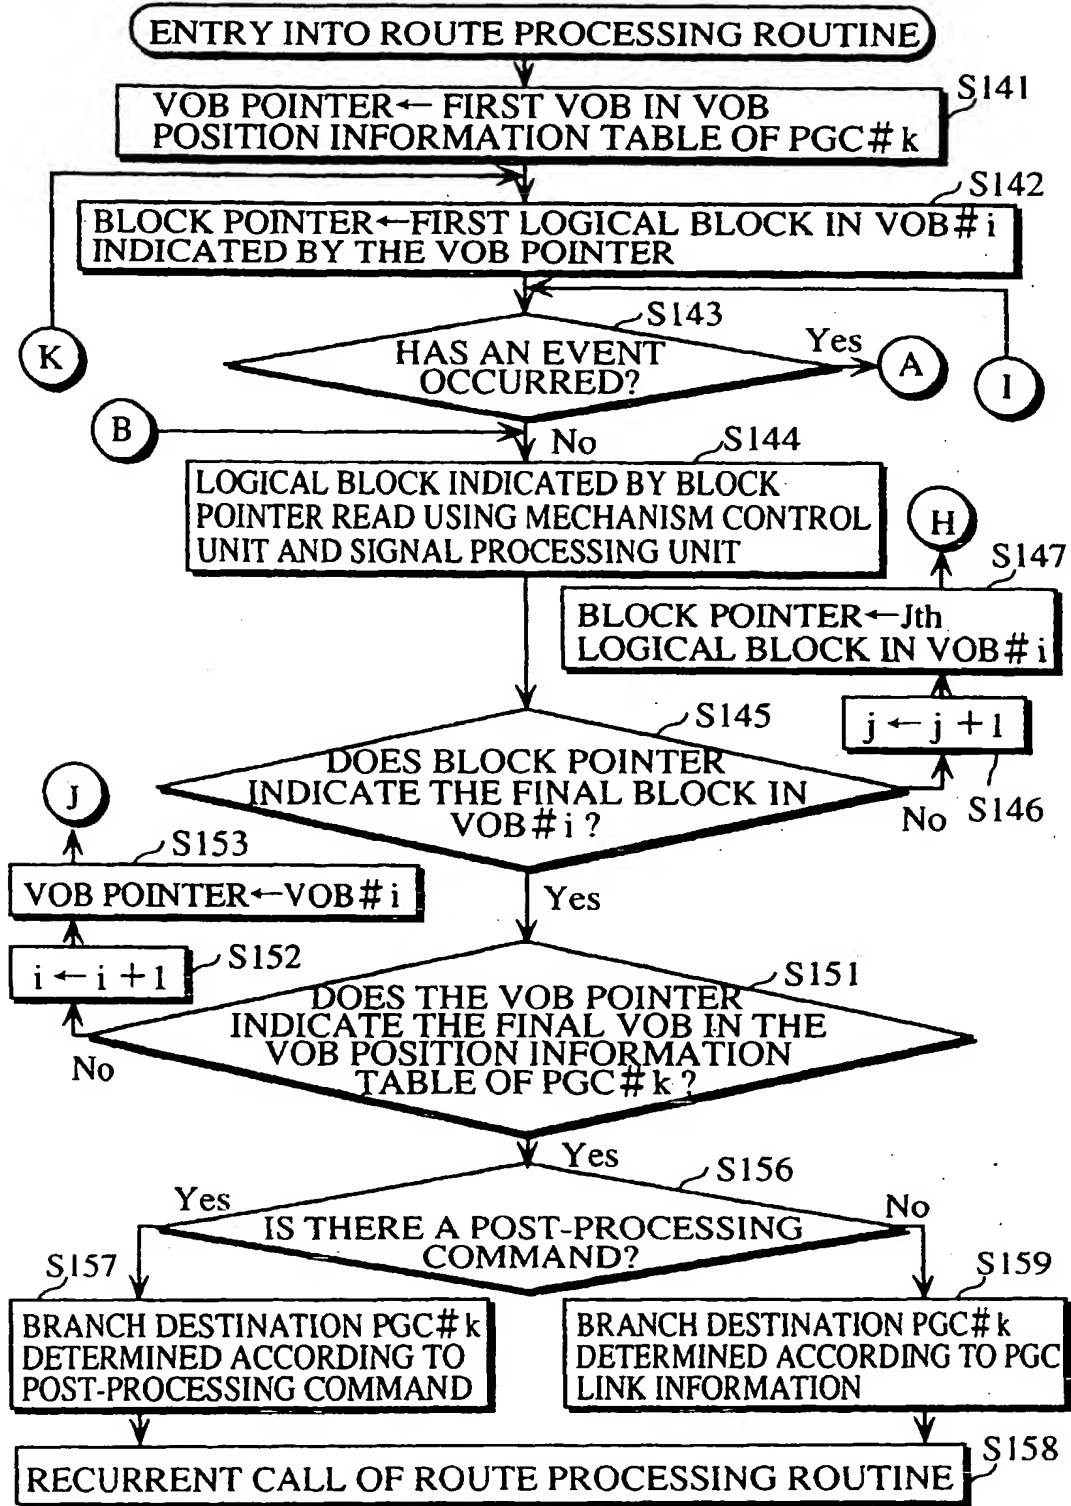 ENTRY INTO ROUTE PROCESSING ROUTINE
S141
VOB POINTER←FIRST VOB IN VOB
POSITION INFORMATION TABLE OF PGC#k
S142
BLOCK POINTER←FIRST LOGICAL BLOCK IN VOB#i
INDICATED BY THE VOB POINTER
S143
K
HAS AN EVENT
OCCURRED?
Yes
A
I
B
No
S144
LOGICAL BLOCK INDICATED BY BLOCK
POINTER READ USING MECHANISM CONTROL
UNIT AND SIGNAL PROCESSING UNIT
H
S147
BLOCK POINTER←Jth
LOGICAL BLOCK IN VOB#i
S145
j←j+1
S146
DOES BLOCK POINTER
INDICATE THE FINAL BLOCK IN
VOB#i?
No
J
S153
VOB POINTER←VOB#i
Yes
i←i+1
S152
S151
DOES THE VOB POINTER
INDICATE THE FINAL VOB IN THE
VOB POSITION INFORMATION
TABLE OF PGC#k?
No
Yes
S156
Yes
No
IS THERE A POST-PROCESSING
COMMAND?
S157
BRANCH DESTINATION PGC#k
DETERMINED ACCORDING TO
POST-PROCESSING COMMAND
S159
BRANCH DESTINATION PGC#k
DETERMINED ACCORDING TO PGC
LINK INFORMATION
S158
RECURRENT CALL OF ROUTE PROCESSING ROUTINE